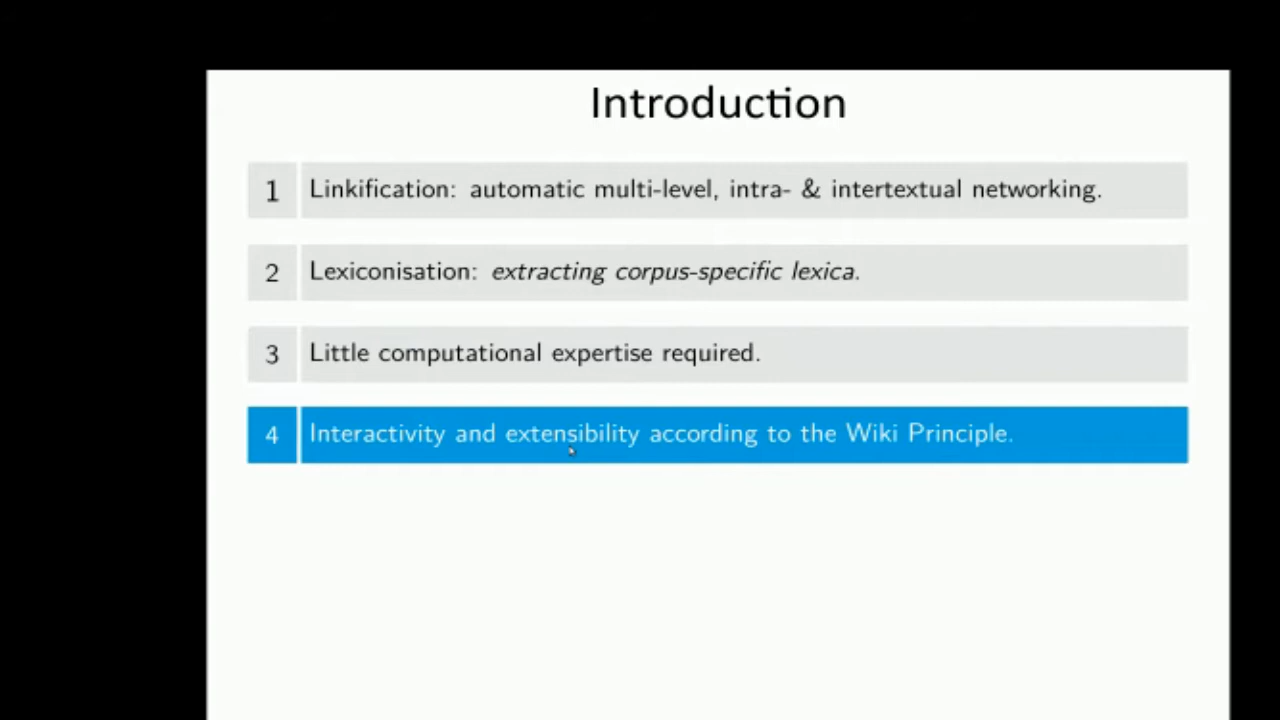 Introduction
1 Linkification: automatic multi-level, intra- & intertextual networking.
2 Lexiconisation: extracting corpus-specific lexica.
3 Little computational expertise required.
4 Interactivity and extensibility according to the Wiki Principle.